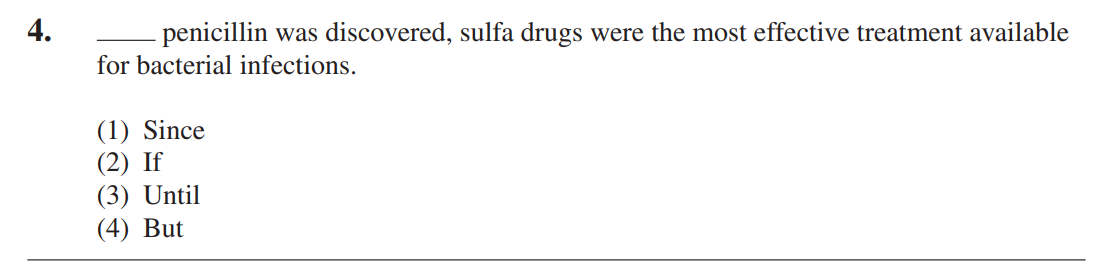 4. ____ penicillin was discovered, sulfa drugs were the most effective treatment available
for bacterial infections.
(1) Since
(2) If
(3) Until
(4) But